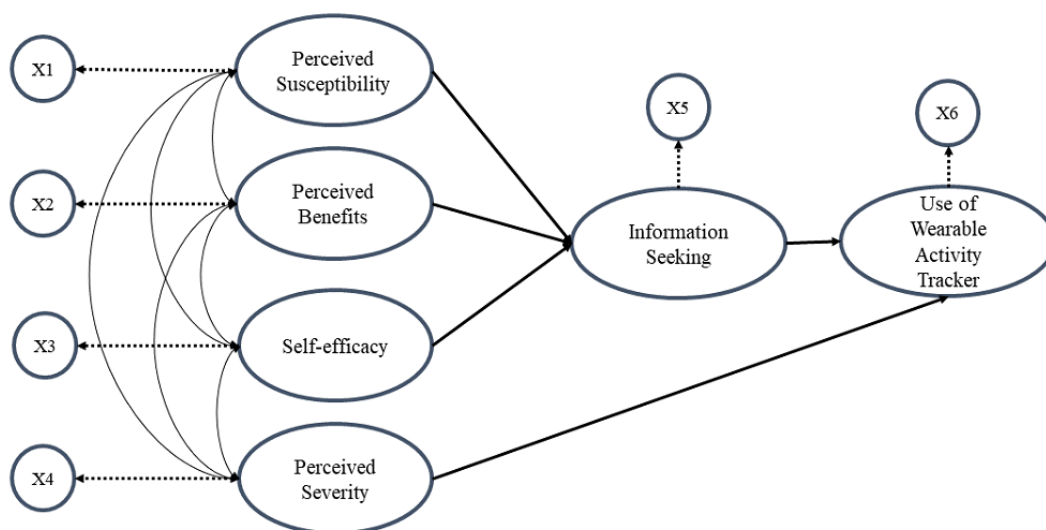 X1
Perceived
Susceptibility
X2
Perceived
Benefits
X3
Self-efficacy
X4
Perceived
Severity
X5
Information
Seeking
X6
Use of
Wearable
Activity
Tracker